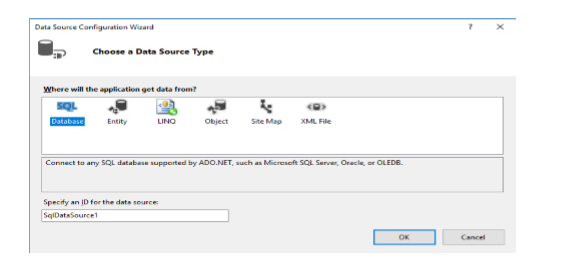 Data Source Configuration Wizard
? ×
Choose a Data Source Type
Where will the application get data from?
SQL
Database Entity LINQ Object Site Map XML File
Connect to any SQL database supported by ADO.NET, such as Microsoft SQL Server, Oracle, or OLEDB.
Specify an ID for the data source:
SqlDataSource1
OK Cancel